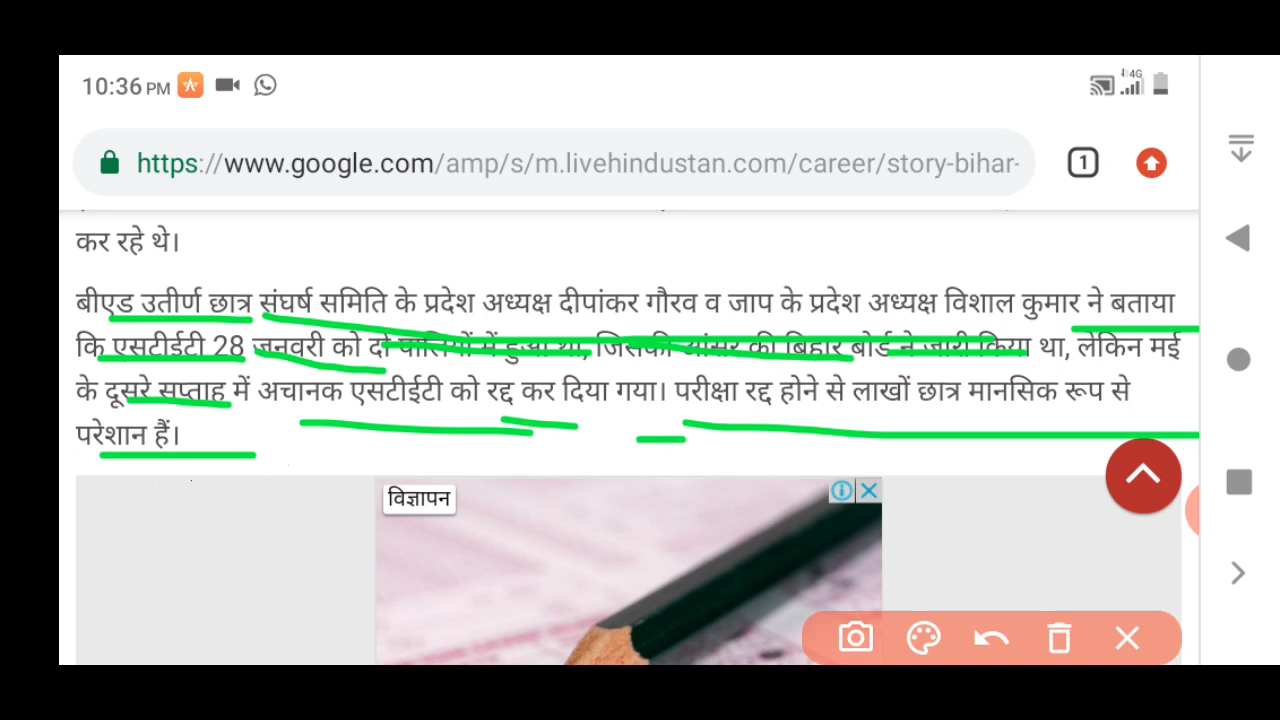 10:36 PM
4G
https://www.google.com/amp/s/m.livehindustan.com/career/story-bihar-
1
कर रहे थे।
बीएड उतीर्ण छात्र संघर्ष समिति के प्रदेश अध्यक्ष दीपांकर गौरव व जाप के प्रदेश अध्यक्ष विशाल कुमार ने बताया
कि एसटीईटी 28 जनवरी को दो पालियों में हुआ था, जिसकी आंसर की बिहार बोर्ड ने जारी किया था, लेकिन मई
के दूसरे सप्ताह में अचानक एसटीईटी को रद्द कर दिया गया। परीक्षा रद्द होने से लाखों छात्र मानसिक रूप से
परेशान हैं।
विज्ञापन